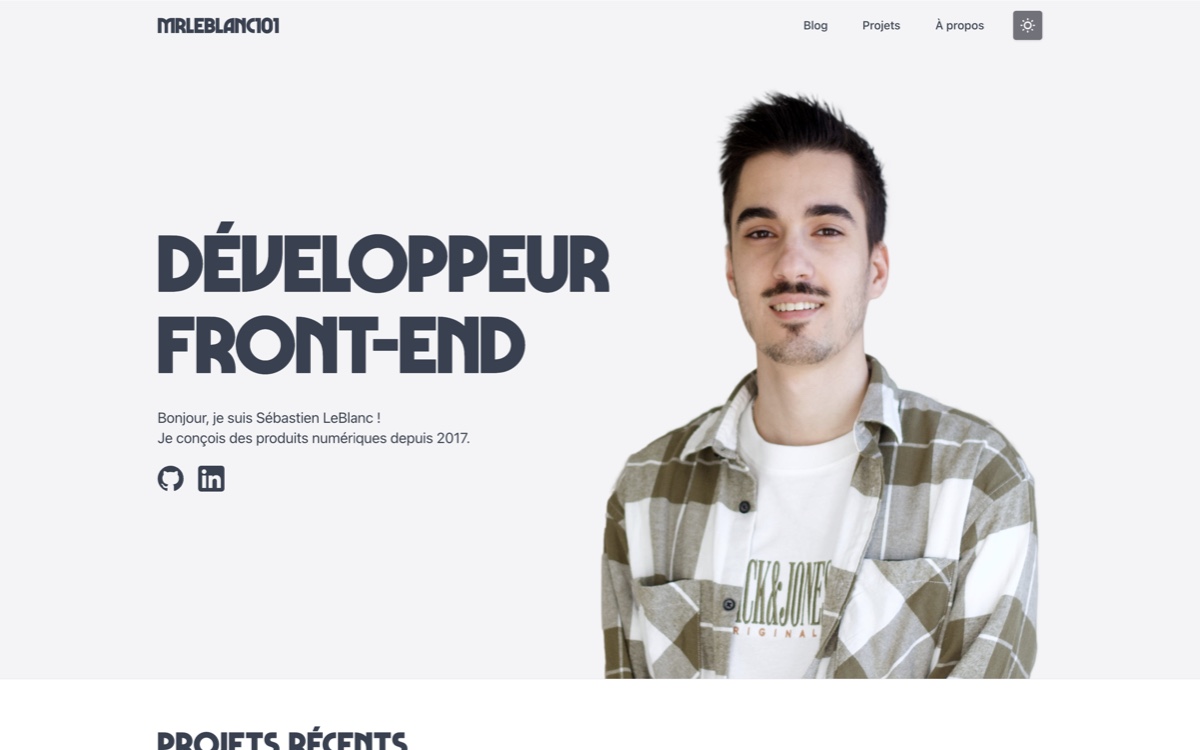 MRLEBLANC101
Blog
Projets
À propos
DÉVELOPPEUR
FRONT-END
Bonjour, je suis Sébastien LeBlanc !
Je conçois des produits numériques depuis 2017.
in
CK&JONE
RIGINAL
PROJETS RÉCENTS